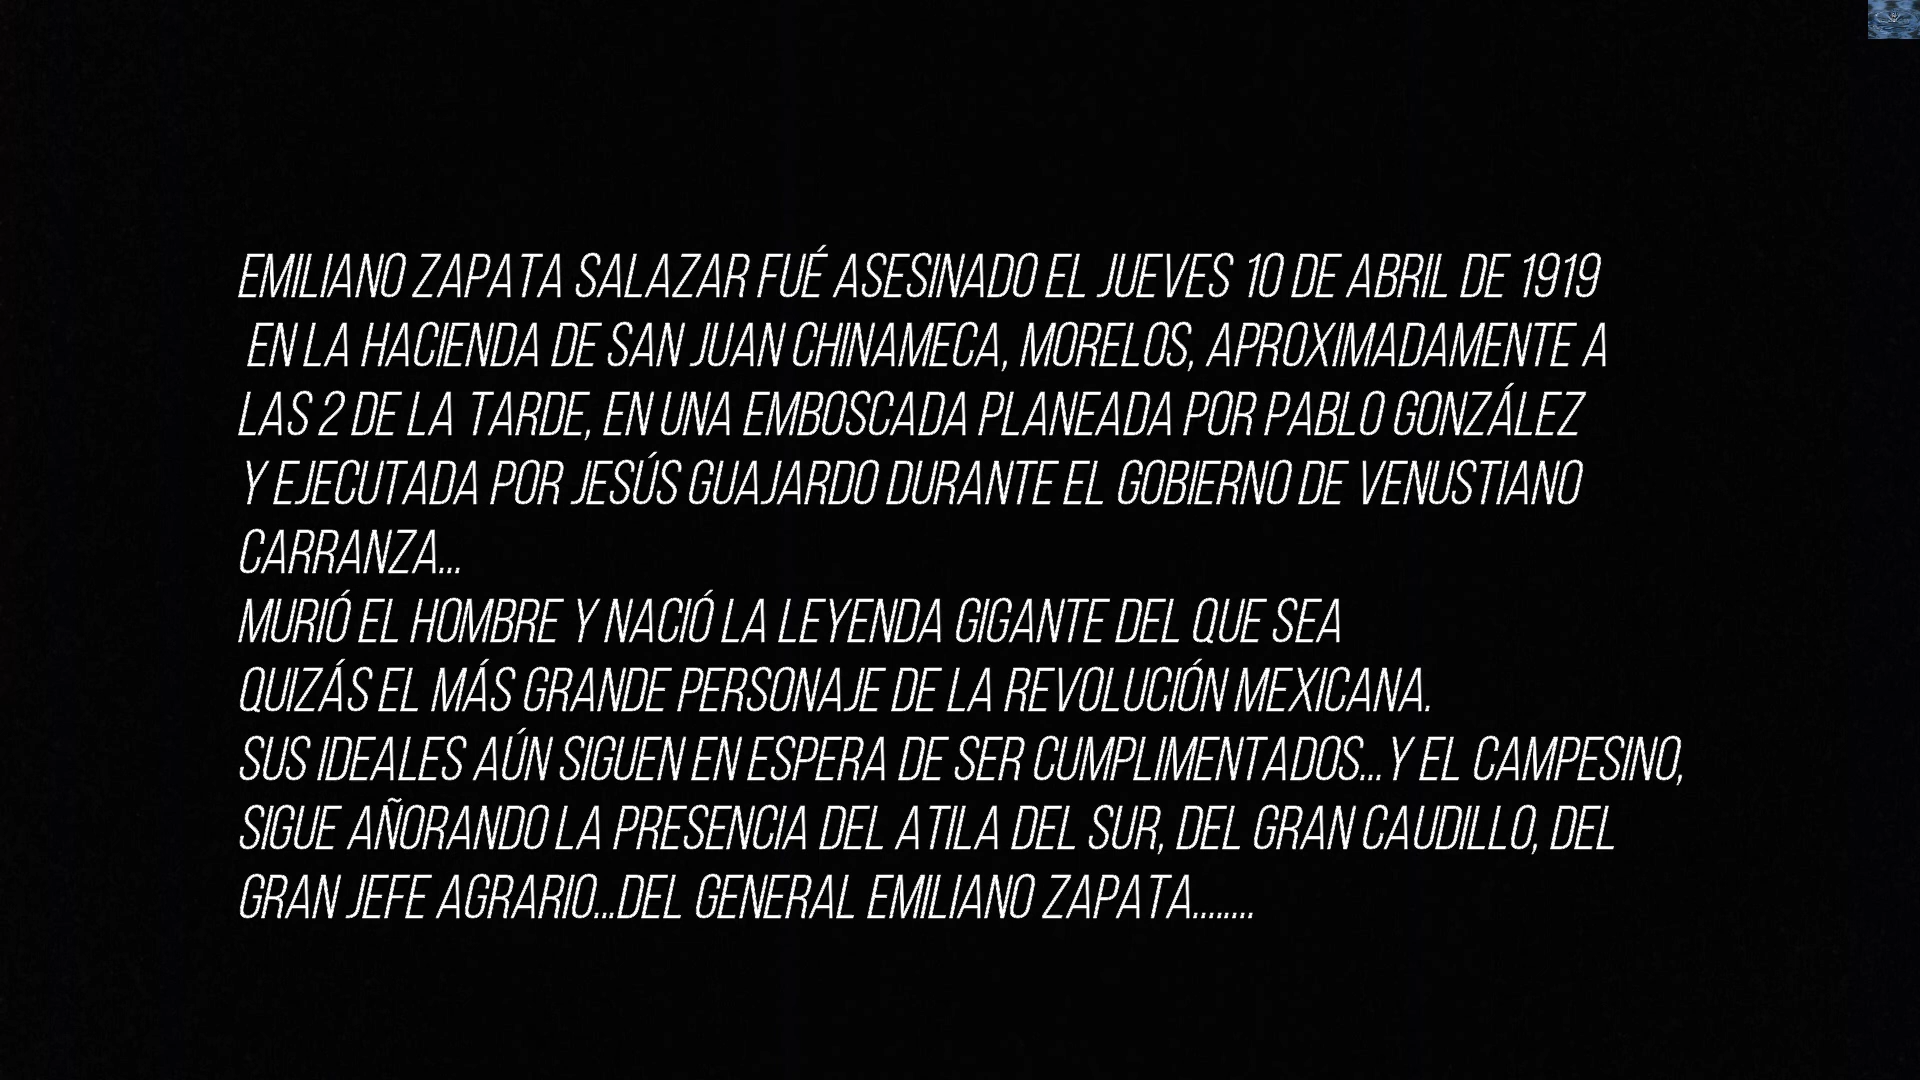 EMILIANO ZAPATA SALAZAR FUÉ ASESINADO EL JUEVES 10 DE ABRIL DE 1919
EN LA HACIENDA DE SAN JUAN CHINAMECA, MORELOS, APROXIMADAMENTE A
LAS 2 DE LA TARDE, EN UNA EMBOSCADA PLANEADA POR PABLO GONZÁLEZ
Y EJECUTADA POR JESÚS GUAJARDO DURANTE EL GOBIERNO DE VENUSTIANO
CARRANZA...
MURIÓ EL HOMBRE Y NACIÓ LA LEYENDA GIGANTE DEL QUE SEA
QUIZÁS EL MÁS GRANDE PERSONAJE DE LA REVOLUCIÓN MEXICANA.
SUS IDEALES AÚN SIGUEN EN ESPERA DE SER CUMPLIMENTADOS...Y EL CAMPESINO,
SIGUE AÑORANDO LA PRESENCIA DEL ATILA DEL SUR, DEL GRAN CAUDILLO, DEL
GRAN JEFE AGRARIO...DEL GENERAL EMILIANO ZAPATA........